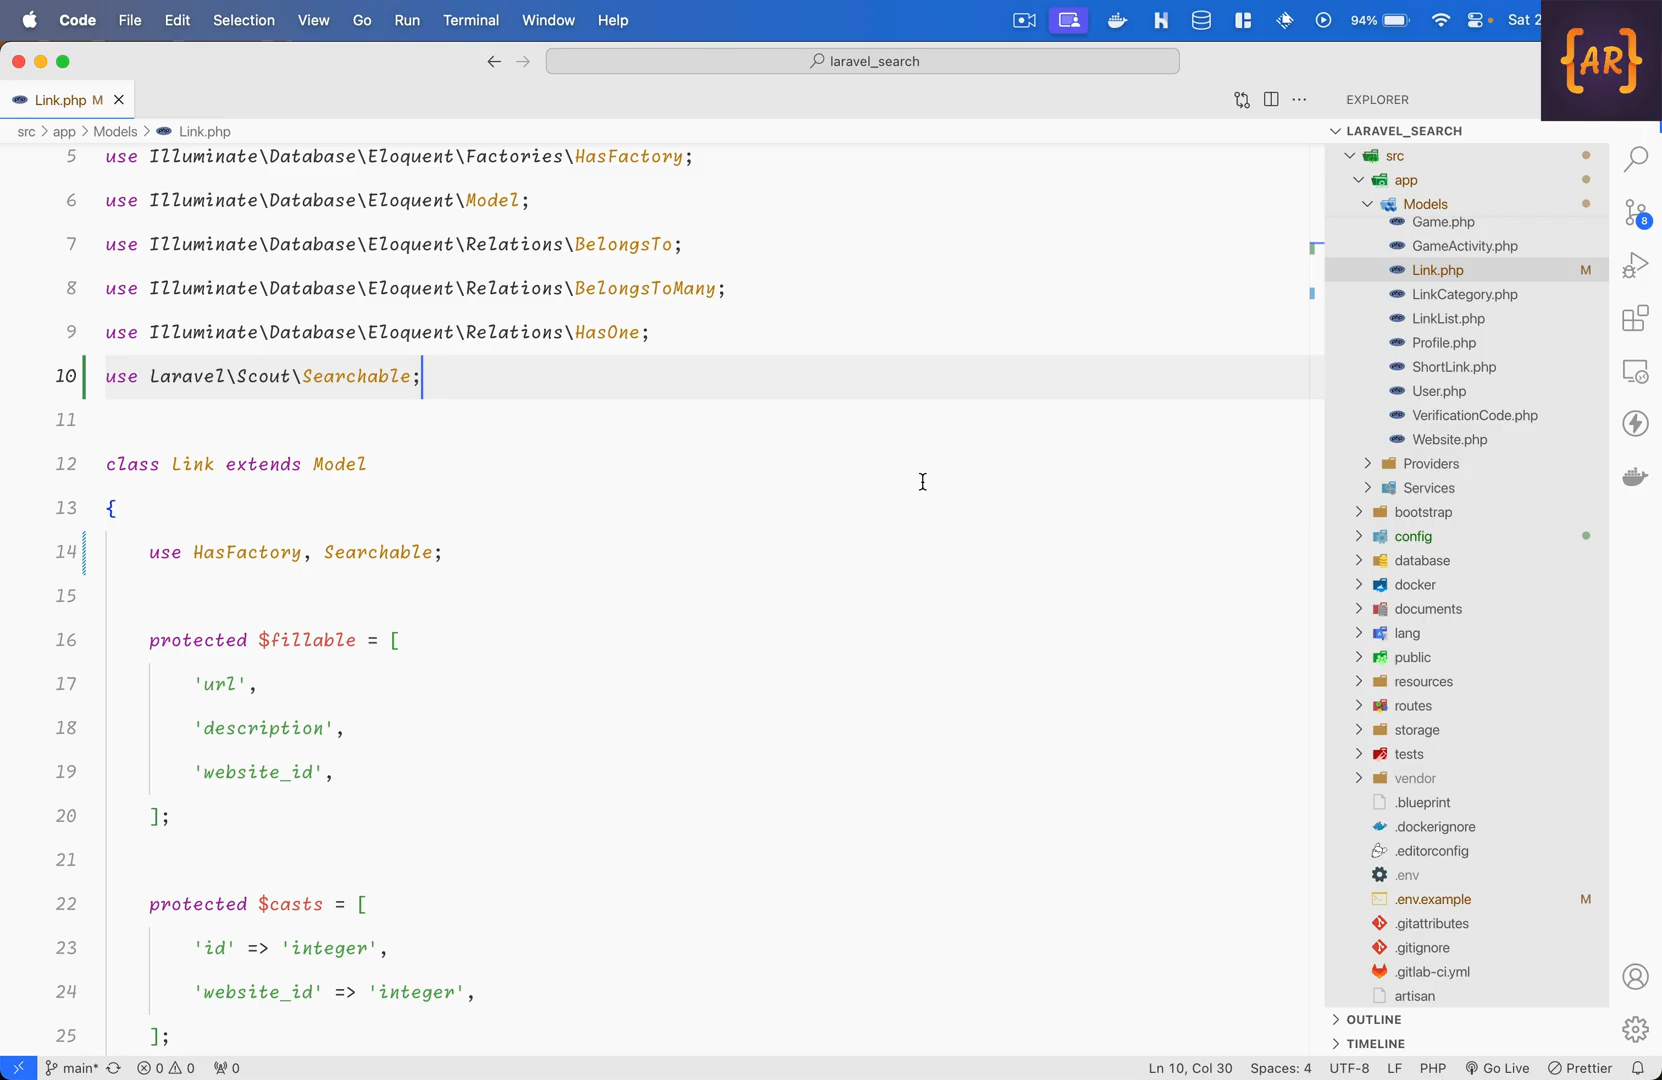 Code File Edit Selection View Go Run Terminal Window Help 94% Sat 2
{AR}
laravel_search
Link.php M
EXPLORER
src > app > Models > Link.php
LARAVEL_SEARCH
5 use Illuminate\Database\Eloquent\Factories\HasFactory;
6 use Illuminate\Database\Eloquent\Model;
7 use Illuminate\Database\Eloquent\Relations\BelongsTo;
8 use Illuminate\Database\Eloquent\Relations\BelongsToMany;
9 use Illuminate\Database\Eloquent\Relations\HasOne;
10 use Laravel\Scout\Searchable;
11
12 class Link extends Model
13 {
14 use HasFactory, Searchable;
15
16 protected $fillable = [
17 'url',
18 'description',
19 'website_id',
20 ];
21
22 protected $casts = [
23 'id' => 'integer',
24 'website_id' => 'integer',
25 ];
src
app
Models
Game.php
GameActivity.php
Link.php M
LinkCategory.php
LinkList.php
Profile.php
ShortLink.php
User.php
VerificationCode.php
Website.php
Providers
Services
bootstrap
config
database
docker
documents
lang
public
resources
routes
storage
tests
vendor
.blueprint
.dockerignore
.editorconfig
.env
.env.example M
.gitattributes
.gitignore
.gitlab-ci.yml
artisan
OUTLINE
TIMELINE
8
main* 0 0 0 Ln 10, Col 30 Spaces: 4 UTF-8 LF PHP Go Live Prettier